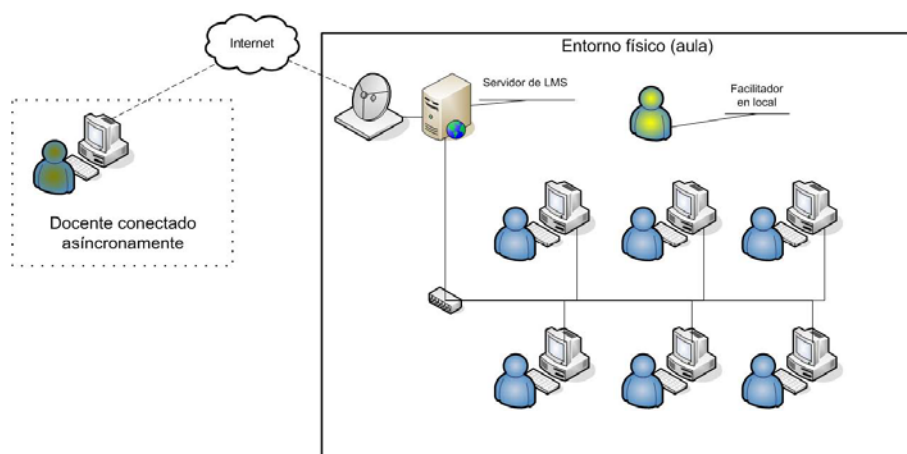 Internet
Entorno físico (aula)
Servidor de LMS
Facilitador
en local
Docente conectado
asíncronamente